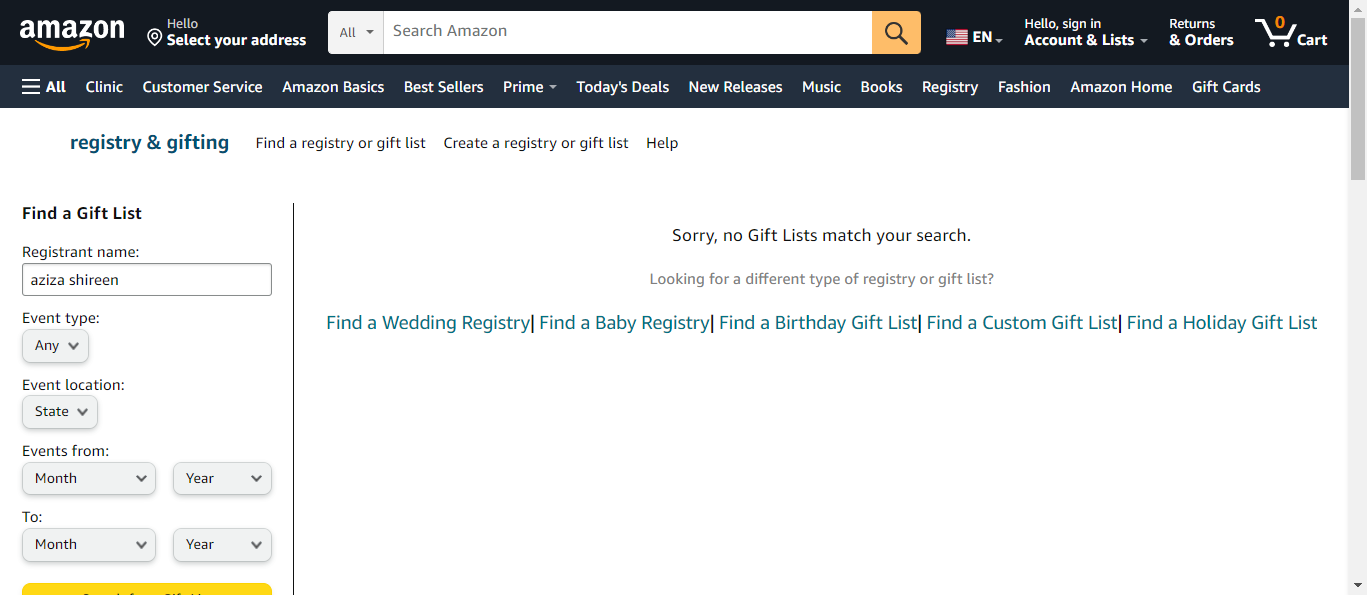 amazon
Hello
Select your address
All
Search Amazon
EN
Hello, sign in
Account & Lists
Returns
& Orders
0
Cart
All Clinic Customer Service Amazon Basics Best Sellers Prime Today's Deals New Releases Music Books Registry Fashion Amazon Home Gift Cards
registry & gifting Find a registry or gift list Create a registry or gift list Help
Find a Gift List
Registrant name:
aziza shireen
Event type:
Any
Event location:
State
Events from:
Month Year
To:
Month Year
Sorry, no Gift Lists match your search.
Looking for a different type of registry or gift list?
Find a Wedding Registry| Find a Baby Registry| Find a Birthday Gift List| Find a Custom Gift List| Find a Holiday Gift List